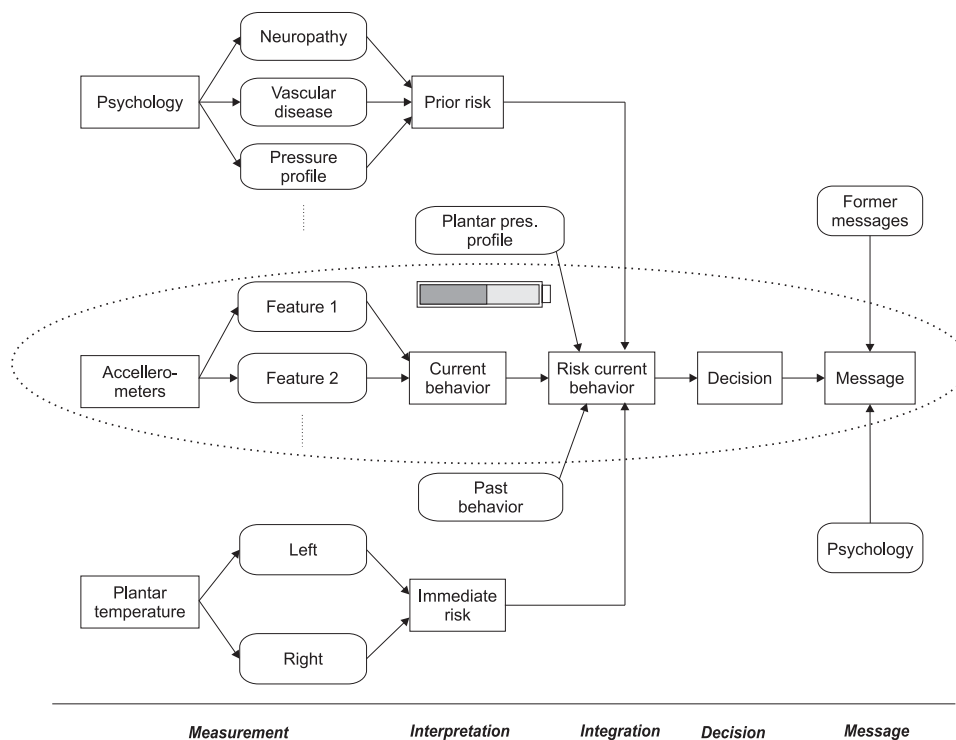 Neuropathy
Psychology
Vascular
disease
Prior risk
Pressure
profile
Plantar pres.
profile
Former
messages
Feature 1
Accellero-
meters
Feature 2
Current
behavior
Risk current
behavior
Decision
Message
Past
behavior
Psychology
Left
Plantar
temperature
Immediate
risk
Right
Measurement
Interpretation
Integration
Decision
Message